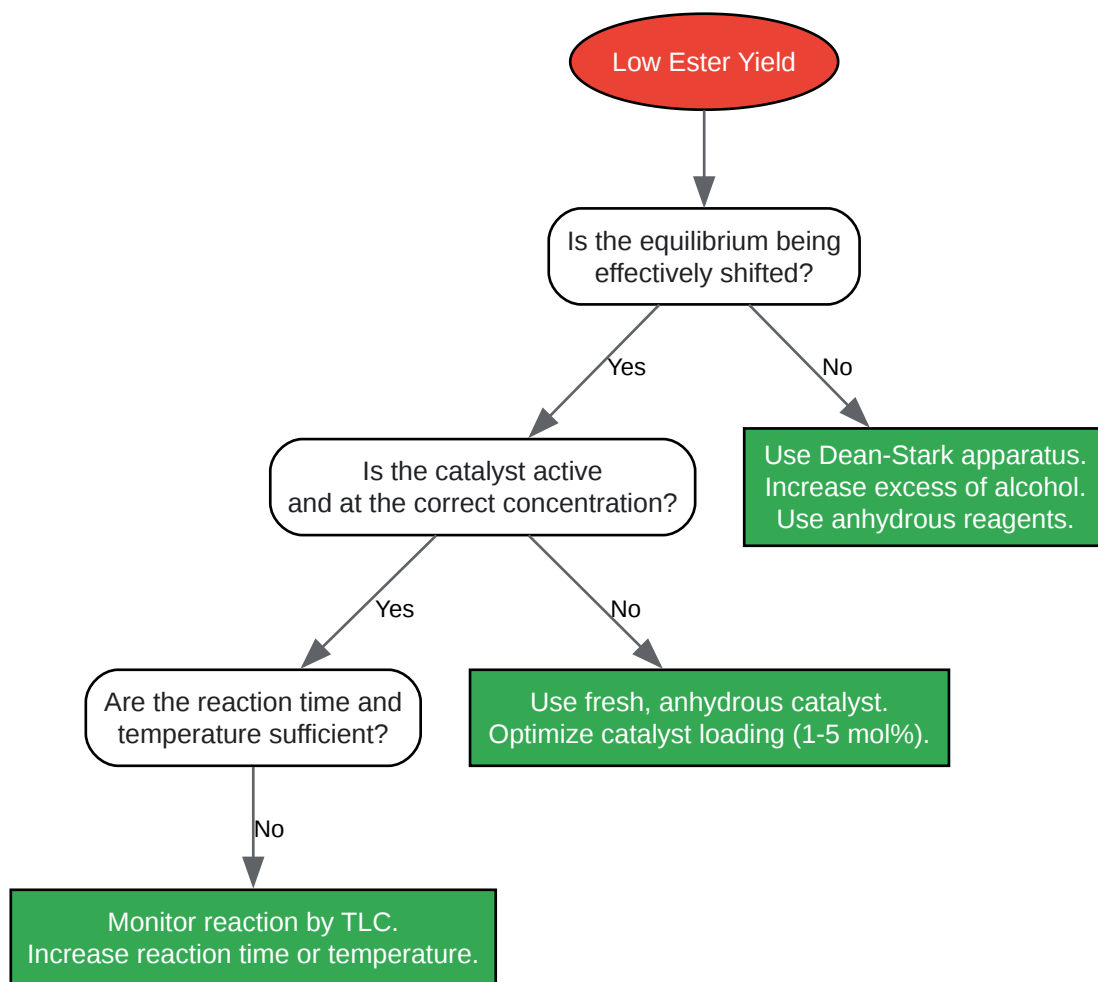 Low Ester Yield
Is the equilibrium being
effectively shifted?
Yes
No
Is the catalyst active
and at the correct concentration?
Use Dean-Stark apparatus.
Increase excess of alcohol.
Use anhydrous reagents.
Yes
No
Are the reaction time and
temperature sufficient?
Use fresh, anhydrous catalyst.
Optimize catalyst loading (1-5 mol%).
No
Monitor reaction by TLC.
Increase reaction time or temperature.